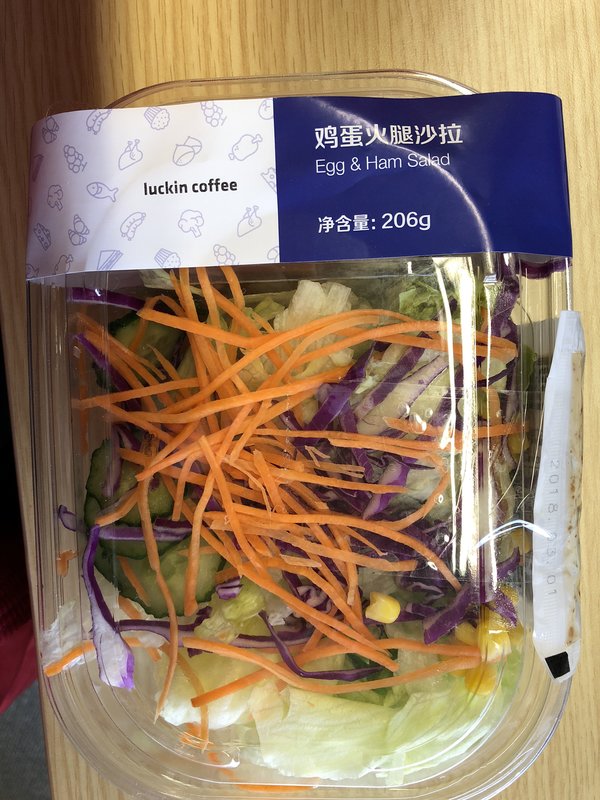 luckin coffee
鸡蛋火腿沙拉
Egg & Ham Salad
净含量: 206g